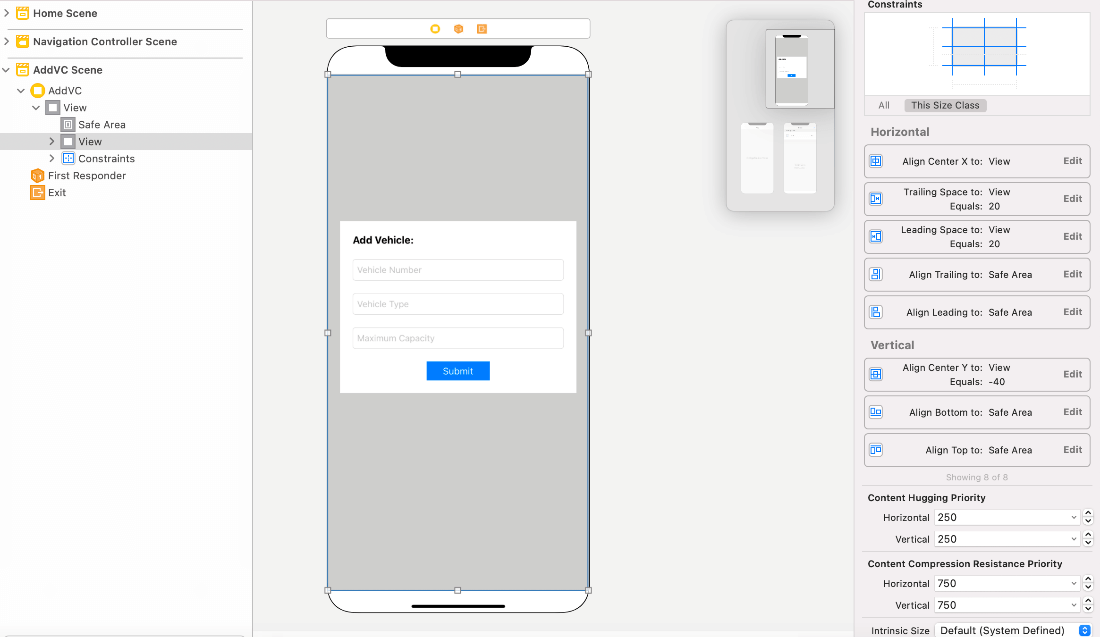 Home Scene
Navigation Controller Scene
AddVC Scene
AddVC
View
Safe Area
View
Constraints
First Responder
Exit
Add Vehicle:
Vehicle Number
Vehicle Type
Maximum Capacity
Submit
Constraints
All This Size Class
Horizontal
Align Center X to: View Edit
Trailing Space to: View
Equals: 20 Edit
Leading Space to: View
Equals: 20 Edit
Align Trailing to: Safe Area Edit
Align Leading to: Safe Area Edit
Vertical
Align Center Y to: View
Equals: -40 Edit
Align Bottom to: Safe Area Edit
Align Top to: Safe Area Edit
Showing 8 of 8
Content Hugging Priority
Horizontal 250
Vertical 250
Content Compression Resistance Priority
Horizontal 750
Vertical 750
Intrinsic Size Default (System Defined)